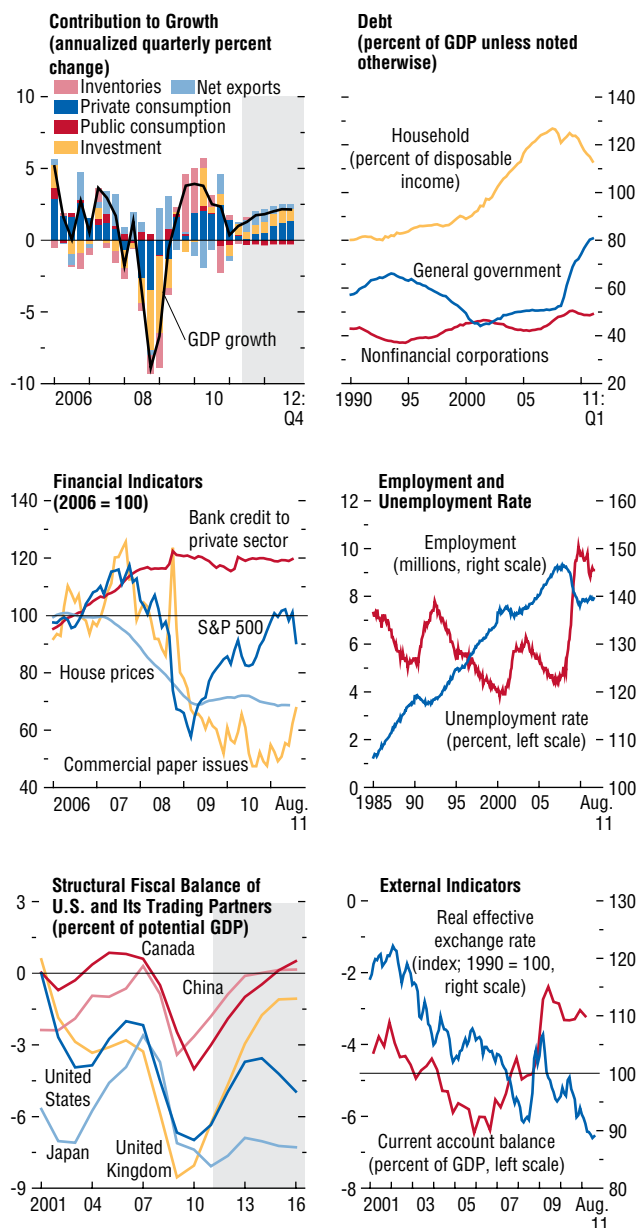 Contribution to Growth
(annualized quarterly percent
change)
Inventories
Net exports
Private consumption
Public consumption
Investment
10
5
0
-5
-10
GDP growth
2006
08
10
12:
Q4
Debt
(percent of GDP unless noted
otherwise)
140
120
100
80
60
40
20
Household
(percent of disposable
income)
General government
Nonfinancial corporations
1990
95
2000
05
11:
Q1
Financial Indicators
(2006 = 100)
140
120
100
80
60
40
Bank credit to
private sector
S&P 500
House prices
Commercial paper issues
2006
07
08
09
10
Aug.
11
Employment and
Unemployment Rate
12
10
8
6
4
2
0
160
150
140
130
120
110
100
Employment
(millions, right scale)
Unemployment rate
(percent, left scale)
1985
90
95
2000
05
Aug.
11
Structural Fiscal Balance of
U.S. and Its Trading Partners
(percent of potential GDP)
3
0
-3
-6
-9
Canada
China
United
States
Japan
United
Kingdom
2001
04
07
10
13
16
External Indicators
-0
-2
-4
-6
-8
130
120
110
100
90
80
Real effective
exchange rate
(index; 1990 = 100,
right scale)
Current account balance
(percent of GDP, left scale)
2001
03
05
07
09
Aug.
11